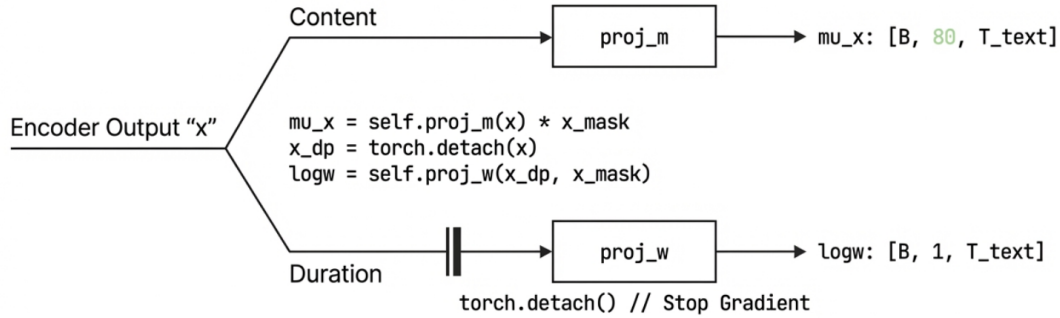 Content
proj_m
mu_x: [B, 80, T_text]
Encoder Output “x”
mu_x = self.proj_m(x) * x_mask
x_dp = torch.detach(x)
logw = self.proj_w(x_dp, x_mask)
Duration
proj_w
logw: [B, 1, T_text]
torch.detach() // Stop Gradient